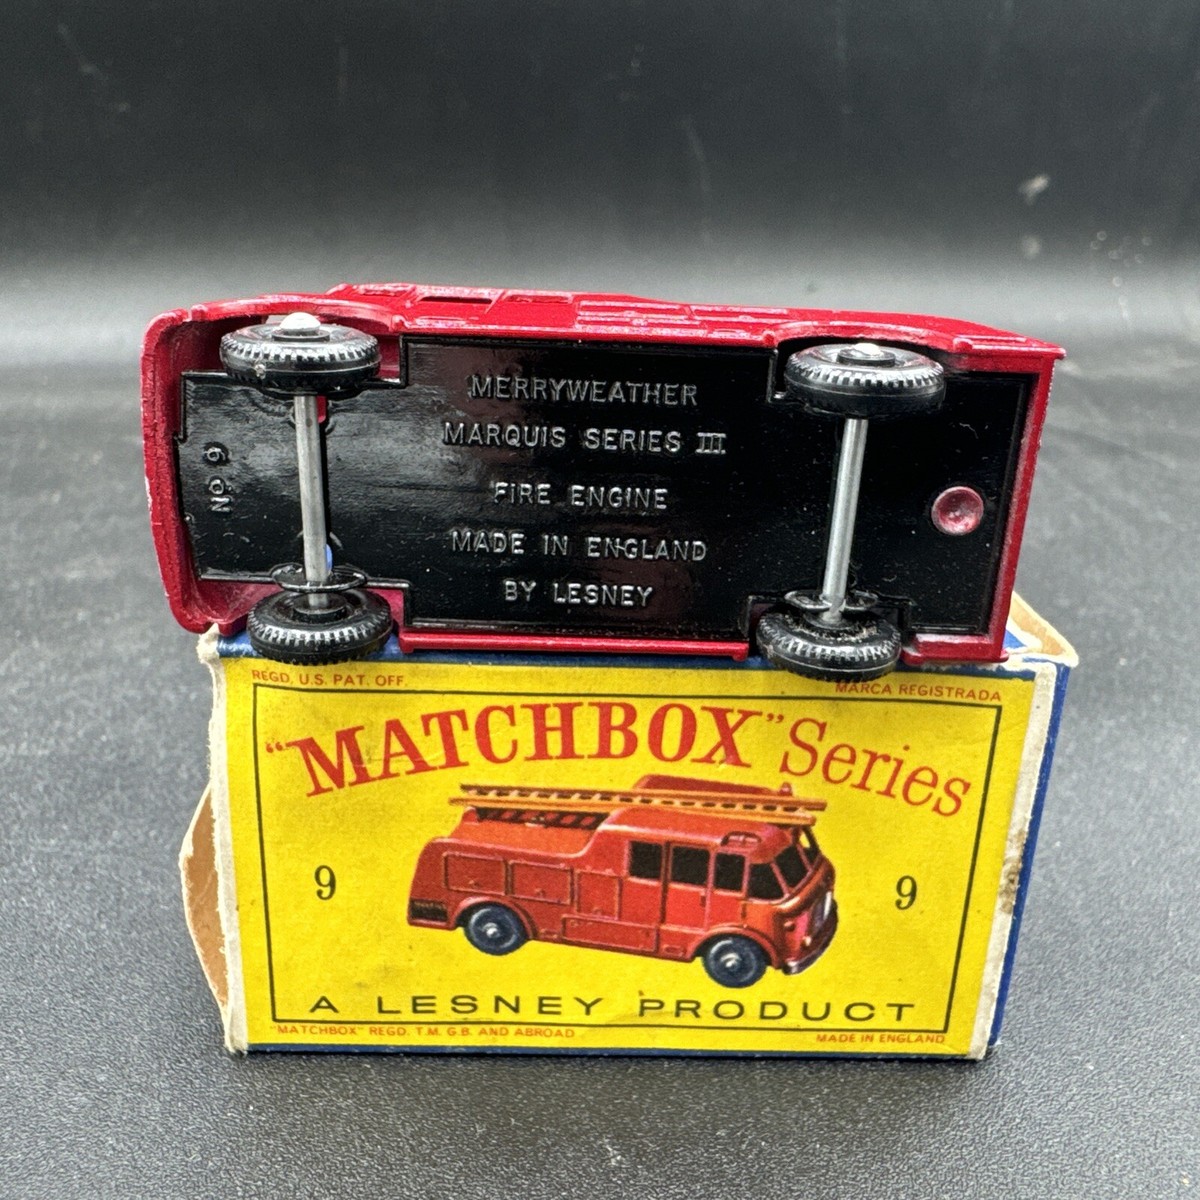 MERRYWEATHER
MARQUIS SERIES III
FIRE ENGINE
MADE IN ENGLAND
BY LESNEY
No 9
REGD. U.S. PAT. OFF.
MARCA REGISTRADA
"MATCHBOX" Series
9
9
A LESNEY PRODUCT
"MATCHBOX" REGD. T.M. G.B. AND ABROAD
MADE IN ENGLAND